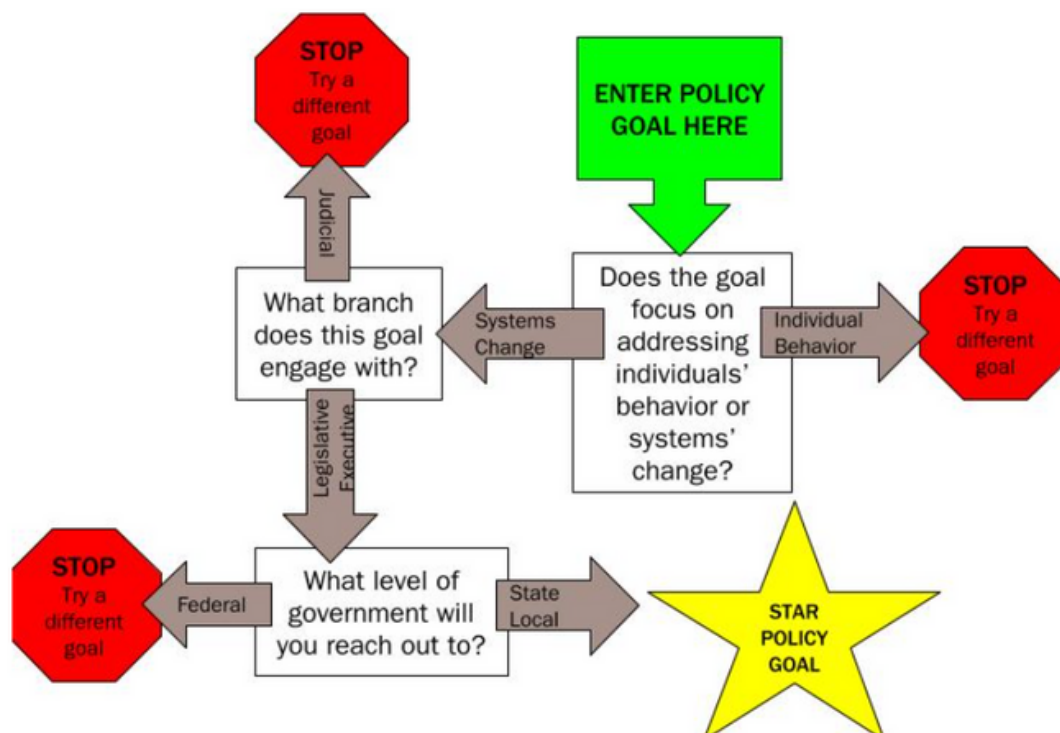 STOP
Try a
different
goal
ENTER POLICY
GOAL HERE
Judicial
What branch
does this goal
engage with?
Systems
Change
Does the goal
focus on
addressing
individuals'
behavior or
systems'
change?
Individual
Behavior
STOP
Try a
different
goal
Legislative
Executive
STOP
Try a
different
goal
Federal
What level of
government will
you reach out to?
State
Local
STAR
POLICY
GOAL